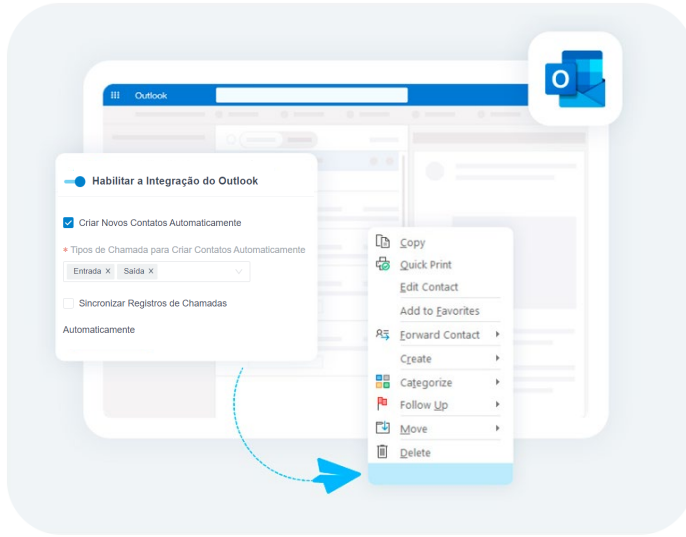 Outlook
O
Habilitar a Integração do Outlook
Criar Novos Contatos Automaticamente
* Tipos de Chamada para Criar Contatos Automaticamente
Entrada × Saída ×
Sincronizar Registros de Chamadas
Automaticamente
Copy
Quick Print
Edit Contact
Add to Favorites
Forward Contact
Create
Categorize
Follow Up
Move
Delete